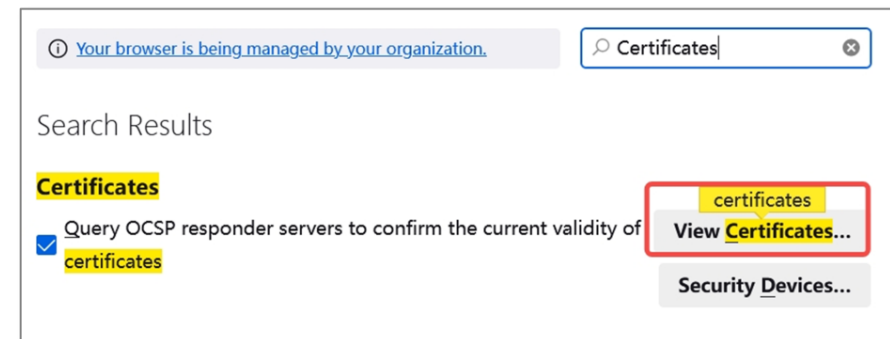 Your browser is being managed by your organization.
Certificates
Search Results
Certificates
Query OCSP responder servers to confirm the current validity of
certificates
certificates
View Certificates...
Security Devices...